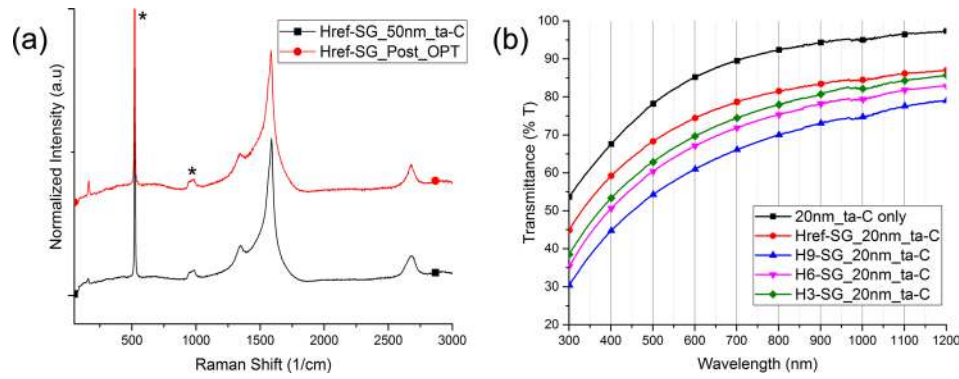 (a)
*
Href-SG_50nm_ta-C
Href-SG_Post_OPT
*
Normalized Intensity (a.u)
500 1000 1500 2000 2500 3000
Raman Shift (1/cm)
(b)
100
90
80
70
60
50
40
30
20
Transmittance (% T)
20nm_ta-C only
Href-SG_20nm_ta-C
H9-SG_20nm_ta-C
H6-SG_20nm_ta-C
H3-SG_20nm_ta-C
300 400 500 600 700 800 900 1000 1100 1200
Wavelength (nm)